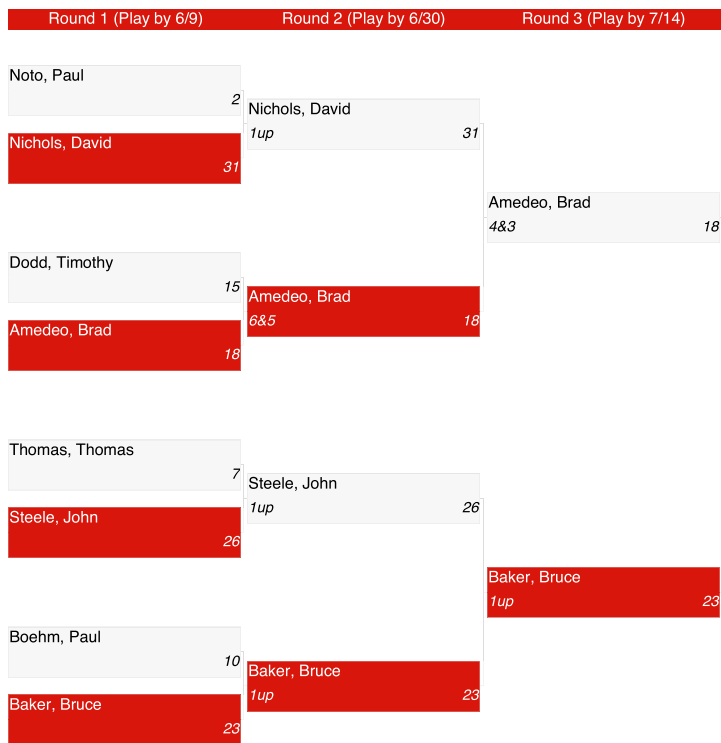 Round 1 (Play by 6/9)
Round 2 (Play by 6/30)
Round 3 (Play by 7/14)
Noto, Paul
2
Nichols, David
31
Dodd, Timothy
15
Amedeo, Brad
18
Thomas, Thomas
7
Steele, John
26
Boehm, Paul
10
Baker, Bruce
23
Nichols, David
1up 31
Amedeo, Brad
6&5 18
Steele, John
1up 26
Baker, Bruce
1up 23
Amedeo, Brad
4&3 18
Baker, Bruce
1up 23